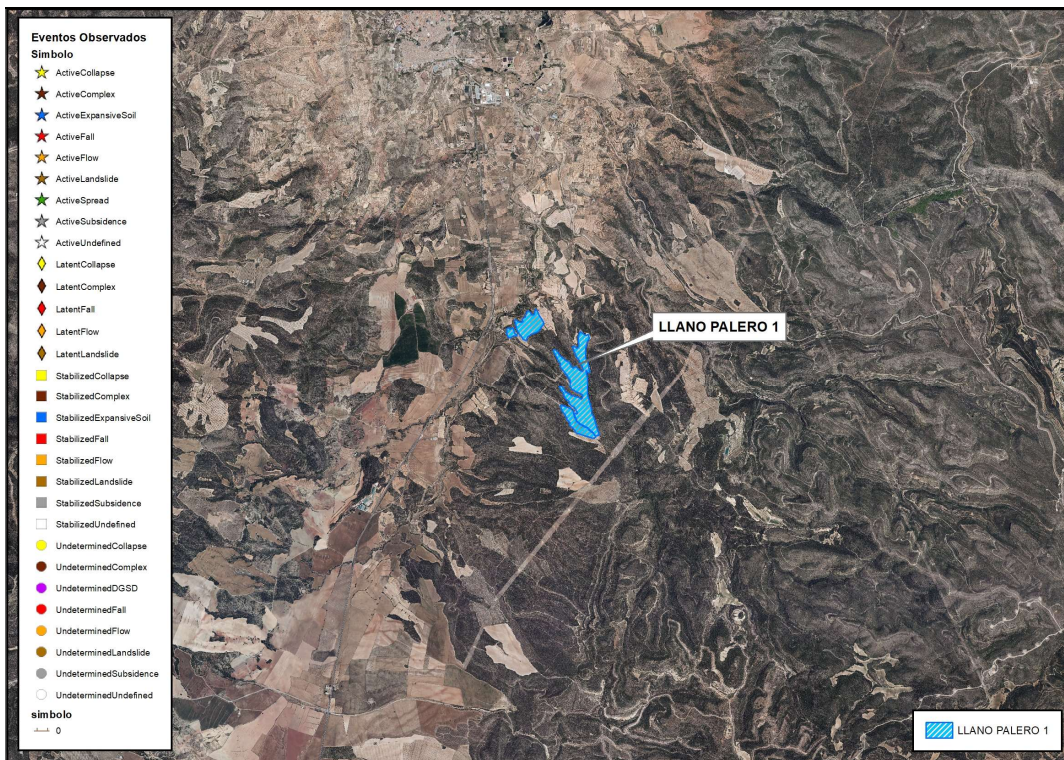 Eventos Observados
Simbolo
ActiveCollapse
ActiveComplex
ActiveExpansiveSoil
ActiveFall
ActiveFlow
ActiveLandslide
ActiveSpread
ActiveSubsidence
ActiveUndefined
LatentCollapse
LatentComplex
LatentFall
LatentFlow
LatentLandslide
StabilizedCollapse
StabilizedComplex
StabilizedExpansiveSoil
StabilizedFall
StabilizedFlow
StabilizedLandslide
StabilizedSubsidence
StabilizedUndefined
UndeterminedCollapse
UndeterminedComplex
UndeterminedDGSD
UndeterminedFall
UndeterminedFlow
UndeterminedLandslide
UndeterminedSubsidence
UndeterminedUndefined
simbolo
0
LLANO PALERO 1
LLANO PALERO 1